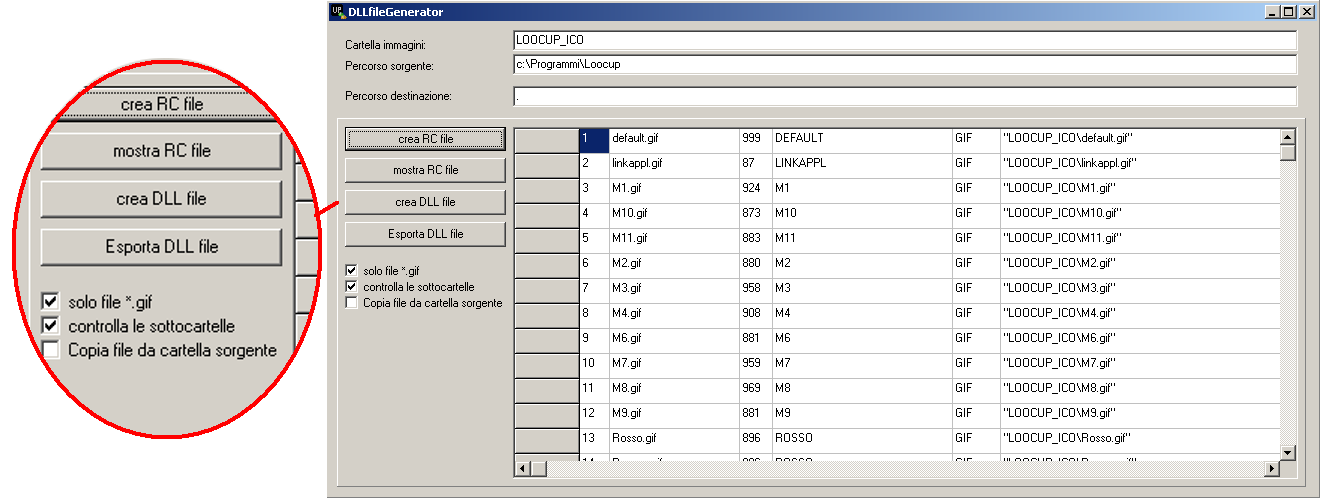 UP
DLLfileGenerator
Cartella immagini: LOOCUP_ICO
Percorso sorgente: c:\Programmi\Loocup
Percorso destinazione: .
crea RC file
mostra RC file
crea DLL file
Esporta DLL file
solo file *.gif
controlla le sottocartelle
Copia file da cartella sorgente
crea RC file
mostra RC file
crea DLL file
Esporta DLL file
solo file *.gif
controlla le sottocartelle
Copia file da cartella sorgente
1 default.gif 999 DEFAULT GIF "LOOCUP_ICO\default.gif"
2 linkappl.gif 87 LINKAPPL GIF "LOOCUP_ICO\linkappl.gif"
3 M1.gif 924 M1 GIF "LOOCUP_ICO\M1.gif"
4 M10.gif 873 M10 GIF "LOOCUP_ICO\M10.gif"
5 M11.gif 883 M11 GIF "LOOCUP_ICO\M11.gif"
6 M2.gif 880 M2 GIF "LOOCUP_ICO\M2.gif"
7 M3.gif 958 M3 GIF "LOOCUP_ICO\M3.gif"
8 M4.gif 908 M4 GIF "LOOCUP_ICO\M4.gif"
9 M6.gif 881 M6 GIF "LOOCUP_ICO\M6.gif"
10 M7.gif 959 M7 GIF "LOOCUP_ICO\M7.gif"
11 M8.gif 969 M8 GIF "LOOCUP_ICO\M8.gif"
12 M9.gif 881 M9 GIF "LOOCUP_ICO\M9.gif"
13 Rosso.gif 896 ROSSO GIF "LOOCUP_ICO\Rosso.gif"